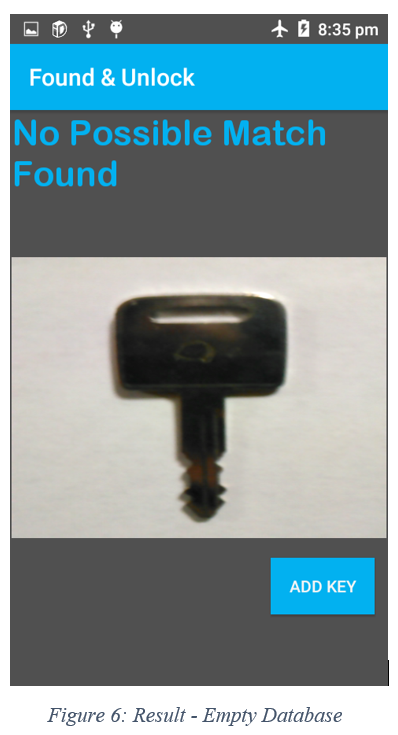 8:35 pm
Found & Unlock
No Possible Match
Found
ADD KEY
Figure 6: Result - Empty Database